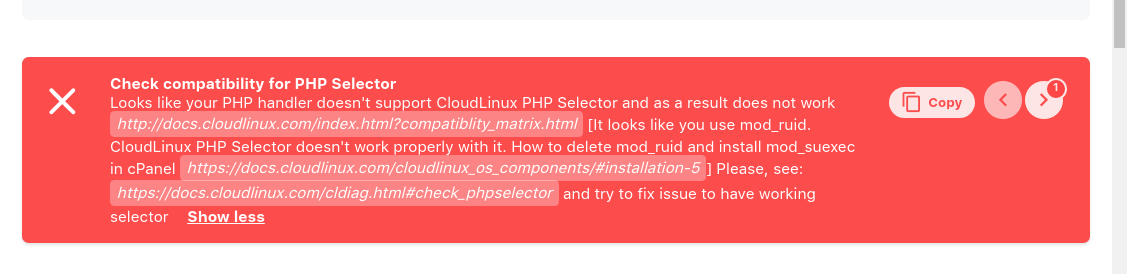 Check compatibility for PHP Selector
Looks like your PHP handler doesn't support CloudLinux PHP Selector and as a result does not work
http://docs.cloudlinux.com/index.html?compatiblity_matrix.html [It looks like you use mod_ruid.
CloudLinux PHP Selector doesn't work properly with it. How to delete mod_ruid and install mod_suexec
in cPanel https://docs.cloudlinux.com/cloudlinux_os_components/#installation-5 ] Please, see:
https://docs.cloudlinux.com/cldiag.html#check_phpselector and try to fix issue to have working
selector Show less
Copy
1